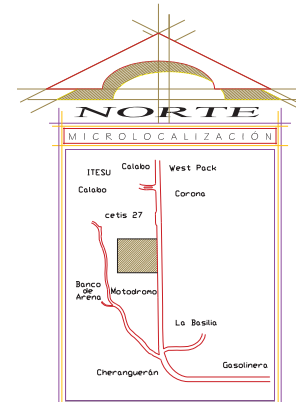 NORTE
MICROLOCALIZACIÓN
Calabo
West Pack
ITESU
Calabo
Corona
cetis 27
Banco
de
Arena
Motodromo
La Basilia
Gasolinera
Cheranguerán